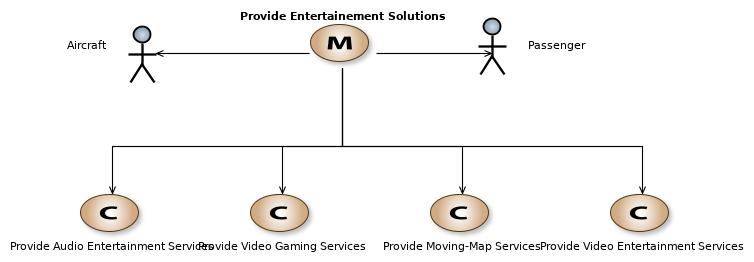 Provide Entertainement Solutions
Aircraft
M
Passenger
C
C
C
C
Provide Audio Entertainment Services
Provide Video Gaming Services
Provide Moving-Map Services
Provide Video Entertainment Services